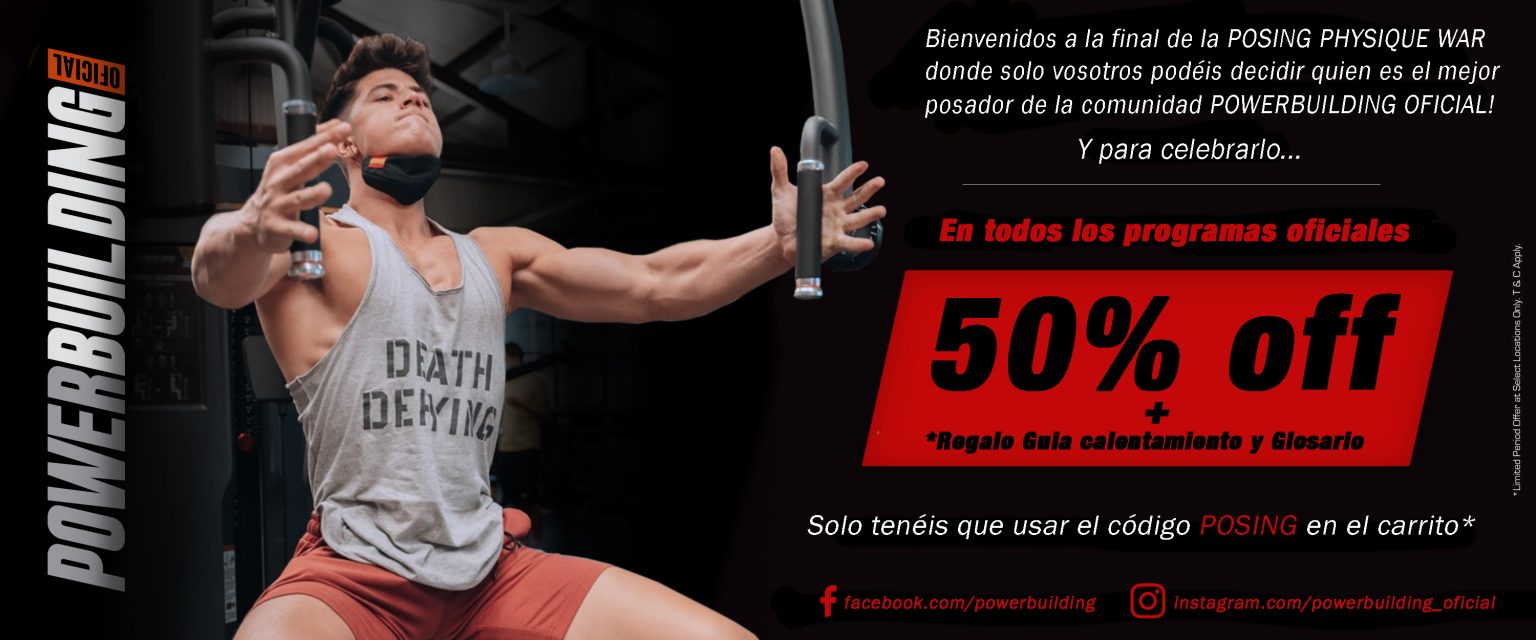 POWERBUILDING
OFICIAL
DEATH
DEFYING
Bienvenidos a la final de la POSING PHYSIQUE WAR
donde solo vosotros podéis decidir quien es el mejor
posador de la comunidad POWERBUILDING OFICIAL!
Y para celebrarlo...
En todos los programas oficiales
50% off
+
*Regalo Guia calentamiento y Glosario
Solo tenéis que usar el código POSING en el carrito*
facebook.com/powerbuilding
instagram.com/powerbuilding_oficial
*Limited Period Offer at Select Locations Only. T & C Apply.